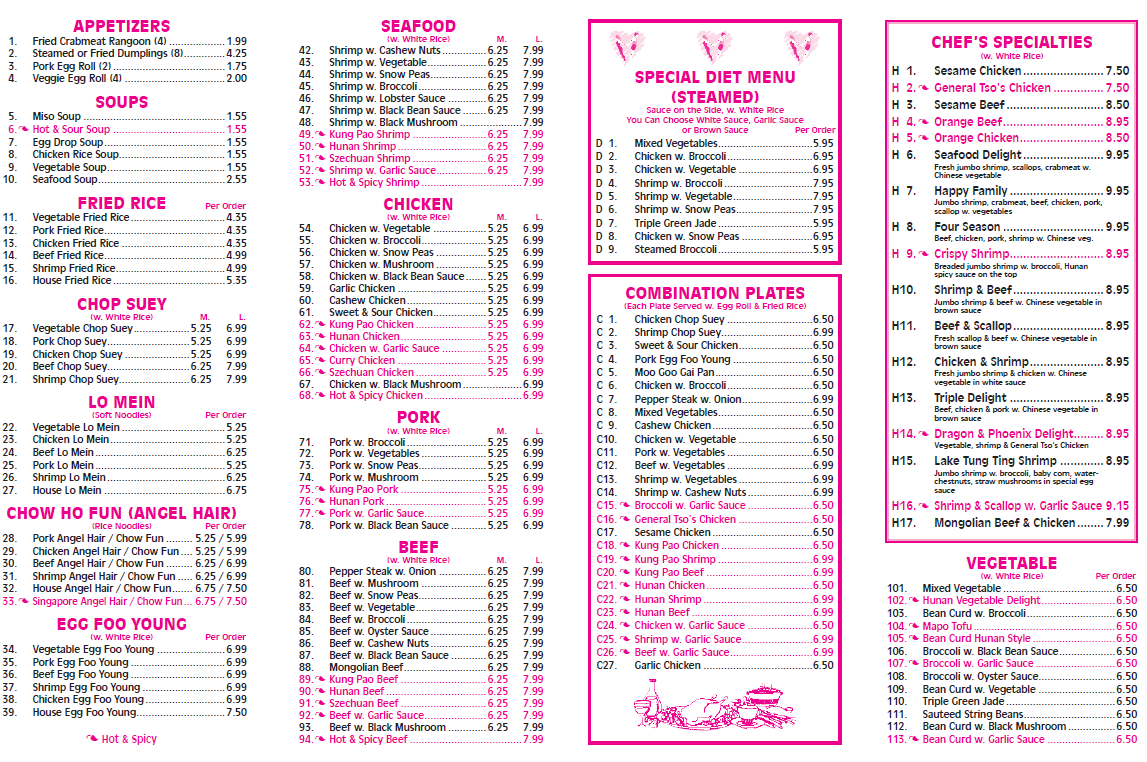 APPETIZERS
1. Fried Crabmeat Rangoon (4) 1.99
2. Steamed or Fried Dumplings (8) 4.25
3. Pork Egg Roll (2) 1.75
4. Veggie Egg Roll (4) 2.00
SOUPS
5. Miso Soup 1.55
6. Hot & Sour Soup 1.55
7. Egg Drop Soup 1.55
8. Chicken Rice Soup 1.55
9. Vegetable Soup 1.55
10. Seafood Soup 2.55
FRIED RICE Per Order
11. Vegetable Fried Rice 4.35
12. Pork Fried Rice 4.35
13. Chicken Fried Rice 4.35
14. Beef Fried Rice 4.99
15. Shrimp Fried Rice 4.99
16. House Fried Rice 5.35
CHOP SUEY
(w. White Rice) M. L.
17. Vegetable Chop Suey 5.25 6.99
18. Pork Chop Suey 5.25 6.99
19. Chicken Chop Suey 5.25 6.99
20. Beef Chop Suey 6.25 7.99
21. Shrimp Chop Suey 6.25 7.99
LO MEIN
(Soft Noodles) Per Order
22. Vegetable Lo Mein 5.25
23. Chicken Lo Mein 5.25
24. Beef Lo Mein 6.25
25. Pork Lo Mein 5.25
26. Shrimp Lo Mein 6.25
27. House Lo Mein 6.75
CHOW HO FUN (ANGEL HAIR)
(Rice Noodles) Per Order
28. Pork Angel Hair / Chow Fun 5.25 / 5.99
29. Chicken Angel Hair / Chow Fun 5.25 / 5.99
30. Beef Angel Hair / Chow Fun 6.25 / 6.99
31. Shrimp Angel Hair / Chow Fun 6.25 / 6.99
32. House Angel Hair / Chow Fun 6.75 / 7.50
33. Singapore Angel Hair / Chow Fun 6.75 / 7.50
EGG FOO YOUNG
(w. White Rice) Per Order
34. Vegetable Egg Foo Young 6.99
35. Pork Egg Foo Young 6.99
36. Beef Egg Foo Young 6.99
37. Shrimp Egg Foo Young 6.99
38. Chicken Egg Foo Young 6.99
39. House Egg Foo Young 7.50
Hot & Spicy
SEAFOOD
(w. White Rice) M. L.
42. Shrimp w. Cashew Nuts 6.25 7.99
43. Shrimp w. Vegetable 6.25 7.99
44. Shrimp w. Snow Peas 6.25 7.99
45. Shrimp w. Broccoli 6.25 7.99
46. Shrimp w. Lobster Sauce 6.25 7.99
47. Shrimp w. Black Bean Sauce 6.25 7.99
48. Shrimp w. Black Mushroom 7.99
49. Kung Pao Shrimp 6.25 7.99
50. Hunan Shrimp 6.25 7.99
51. Szechuan Shrimp 6.25 7.99
52. Shrimp w. Garlic Sauce 6.25 7.99
53. Hot & Spicy Shrimp 7.99
CHICKEN
(w. White Rice) M. L.
54. Chicken w. Vegetable 5.25 6.99
55. Chicken w. Broccoli 5.25 6.99
56. Chicken w. Snow Peas 5.25 6.99
57. Chicken w. Mushroom 5.25 6.99
58. Chicken w. Black Bean Sauce 5.25 6.99
59. Garlic Chicken 5.25 6.99
60. Cashew Chicken 5.25 6.99
61. Sweet & Sour Chicken 5.25 6.99
62. Kung Pao Chicken 5.25 6.99
63. Hunan Chicken 5.25 6.99
64. Chicken w. Garlic Sauce 5.25 6.99
65. Curry Chicken 5.25 6.99
66. Szechuan Chicken 5.25 6.99
67. Chicken w. Black Mushroom 6.99
68. Hot & Spicy Chicken 6.99
PORK
(w. White Rice) M. L.
71. Pork w. Broccoli 5.25 6.99
72. Pork w. Vegetables 5.25 6.99
73. Pork w. Snow Peas 5.25 6.99
74. Pork w. Mushroom 5.25 6.99
75. Kung Pao Pork 5.25 6.99
76. Hunan Pork 5.25 6.99
77. Pork w. Garlic Sauce 5.25 6.99
78. Pork w. Black Bean Sauce 5.25 6.99
BEEF
(w. White Rice) M. L.
80. Pepper Steak w. Onion 6.25 7.99
81. Beef w. Mushroom 6.25 7.99
82. Beef w. Snow Peas 6.25 7.99
83. Beef w. Vegetable 6.25 7.99
84. Beef w. Broccoli 6.25 7.99
85. Beef w. Oyster Sauce 6.25 7.99
86. Beef w. Cashew Nuts 6.25 7.99
87. Beef w. Black Bean Sauce 6.25 7.99
88. Mongolian Beef 6.25 7.99
89. Kung Pao Beef 6.25 7.99
90. Hunan Beef 6.25 7.99
91. Szechuan Beef 6.25 7.99
92. Beef w. Garlic Sauce 6.25 7.99
93. Beef w. Black Mushroom 6.25 7.99
94. Hot & Spicy Beef 7.99
SPECIAL DIET MENU
(STEAMED)
Sauce on the Side, w. White Rice
You Can Choose White Sauce, Garlic Sauce
or Brown Sauce Per Order
D 1. Mixed Vegetables 5.95
D 2. Chicken w. Broccoli 6.95
D 3. Chicken w. Vegetable 6.95
D 4. Shrimp w. Broccoli 7.95
D 5. Shrimp w. Vegetable 7.95
D 6. Shrimp w. Snow Peas 7.95
D 7. Triple Green Jade 5.95
D 8. Chicken w. Snow Peas 6.95
D 9. Steamed Broccoli 5.95
COMBINATION PLATES
(Each Plate Served w. Egg Roll & Fried Rice)
C 1. Chicken Chop Suey 6.50
C 2. Shrimp Chop Suey 6.99
C 3. Sweet & Sour Chicken 6.50
C 4. Pork Egg Foo Young 6.50
C 5. Moo Goo Gai Pan 6.50
C 6. Chicken w. Broccoli 6.50
C 7. Pepper Steak w. Onion 6.99
C 8. Mixed Vegetables 6.50
C 9. Cashew Chicken 6.50
C10. Chicken w. Vegetable 6.50
C11. Pork w. Vegetables 6.50
C12. Beef w. Vegetables 6.99
C13. Shrimp w. Vegetables 6.99
C14. Shrimp w. Cashew Nuts 6.99
C15. Broccoli w. Garlic Sauce 6.50
C16. General Tso's Chicken 6.50
C17. Sesame Chicken 6.50
C18. Kung Pao Chicken 6.50
C19. Kung Pao Shrimp 6.99
C20. Kung Pao Beef 6.99
C21. Hunan Chicken 6.50
C22. Hunan Shrimp 6.99
C23. Hunan Beef 6.99
C24. Chicken w. Garlic Sauce 6.50
C25. Shrimp w. Garlic Sauce 6.99
C26. Beef w. Garlic Sauce 6.99
C27. Garlic Chicken 6.50
CHEF'S SPECIALTIES
(w. White Rice)
H 1. Sesame Chicken 7.50
H 2. General Tso's Chicken 7.50
H 3. Sesame Beef 8.50
H 4. Orange Beef 8.95
H 5. Orange Chicken 8.50
H 6. Seafood Delight 9.95
Fresh jumbo shrimp, scallops, crabmeat w.
Chinese vegetable
H 7. Happy Family 9.95
Jumbo shrimp, crabmeat, beef, chicken, pork,
scallop w. vegetables
H 8. Four Season 9.95
Beef, chicken, pork, shrimp w. Chinese veg.
H 9. Crispy Shrimp 8.95
Breaded jumbo shrimp w. broccoli, Hunan
spicy sauce on the top
H10. Shrimp & Beef 8.95
Jumbo shrimp & beef w. Chinese vegetable in
brown sauce
H11. Beef & Scallop 8.95
Fresh scallop & beef w. Chinese vegetable in
brown sauce
H12. Chicken & Shrimp 8.95
Fresh jumbo shrimp & chicken w. Chinese
vegetable in white sauce
H13. Triple Delight 8.95
Beef, chicken & pork w. Chinese vegetable in
brown sauce
H14. Dragon & Phoenix Delight 8.95
Vegetable, shrimp & General Tso's Chicken
H15. Lake Tung Ting Shrimp 8.95
Jumbo shrimp w. broccoli, baby corn, water-
chestnuts, straw mushrooms in special egg
sauce
H16. Shrimp & Scallop w. Garlic Sauce 9.15
H17. Mongolian Beef & Chicken 7.99
VEGETABLE
(w. White Rice) Per Order
101. Mixed Vegetable 6.50
102. Hunan Vegetable Delight 6.50
103. Bean Curd w. Broccoli 6.50
104. Mapo Tofu 6.50
105. Bean Curd Hunan Style 6.50
106. Broccoli w. Black Bean Sauce 6.50
107. Broccoli w. Garlic Sauce 6.50
108. Broccoli w. Oyster Sauce 6.50
109. Bean Curd w. Vegetable 6.50
110. Triple Green Jade 6.50
111. Sauteed String Beans 6.50
112. Bean Curd w. Black Mushroom 6.50
113. Bean Curd w. Garlic Sauce 6.50